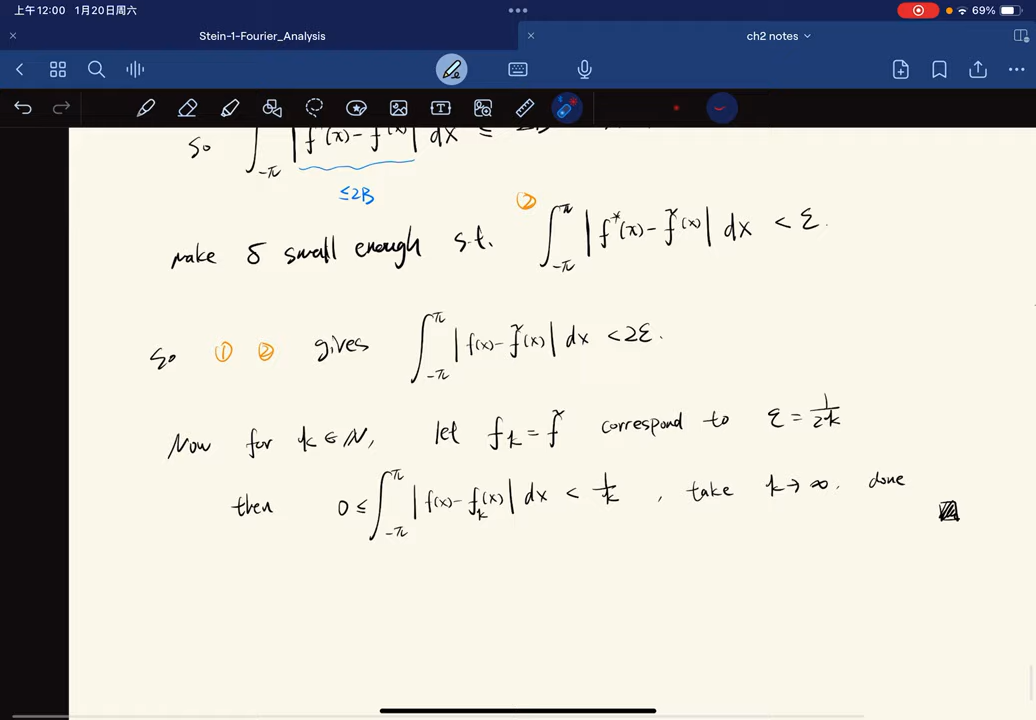 上午12:00 1月20日周六
69%
Stein-1-Fourier_Analysis
ch2 notes
so ∫_{-π} |f*(x) - f̃(x)| dx ≤
≤2B
make δ small enough s.t. ② ∫_{-π}^{π} |f*(x) - f̃(x)| dx < ε.
so ① ② gives ∫_{-π}^{π} |f(x) - f̃(x)| dx < 2ε.
Now for k ∈ ℕ, let f_k = f̃ correspond to ε = 1/2k
then 0 ≤ ∫_{-π}^{π} |f(x) - f_k(x)| dx < 1/k , take k → ∞. done